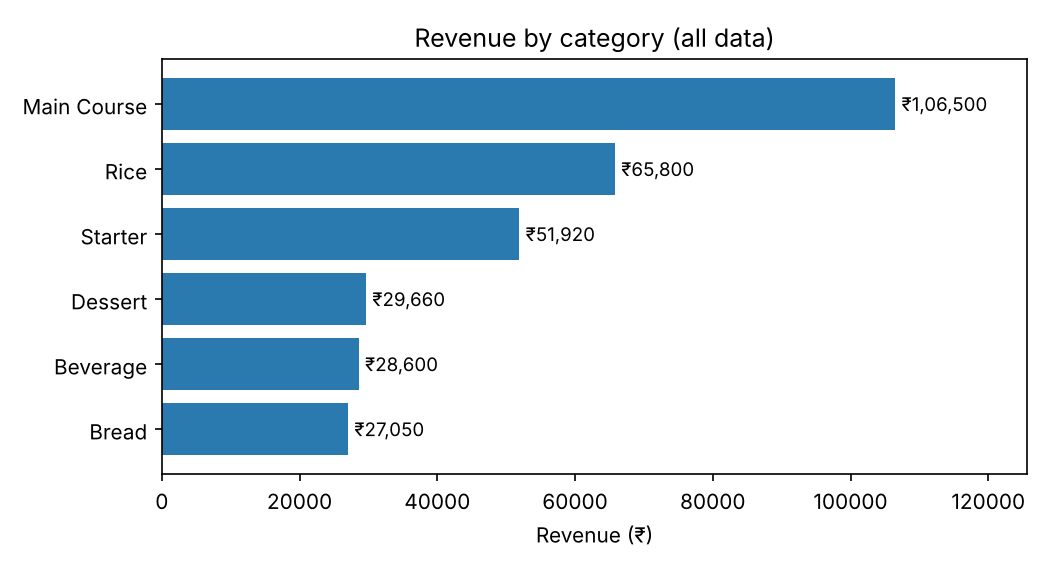 Revenue by category (all data)
Main Course ₹1,06,500
Rice ₹65,800
Starter ₹51,920
Dessert ₹29,660
Beverage ₹28,600
Bread ₹27,050
0 20000 40000 60000 80000 100000 120000
Revenue (₹)